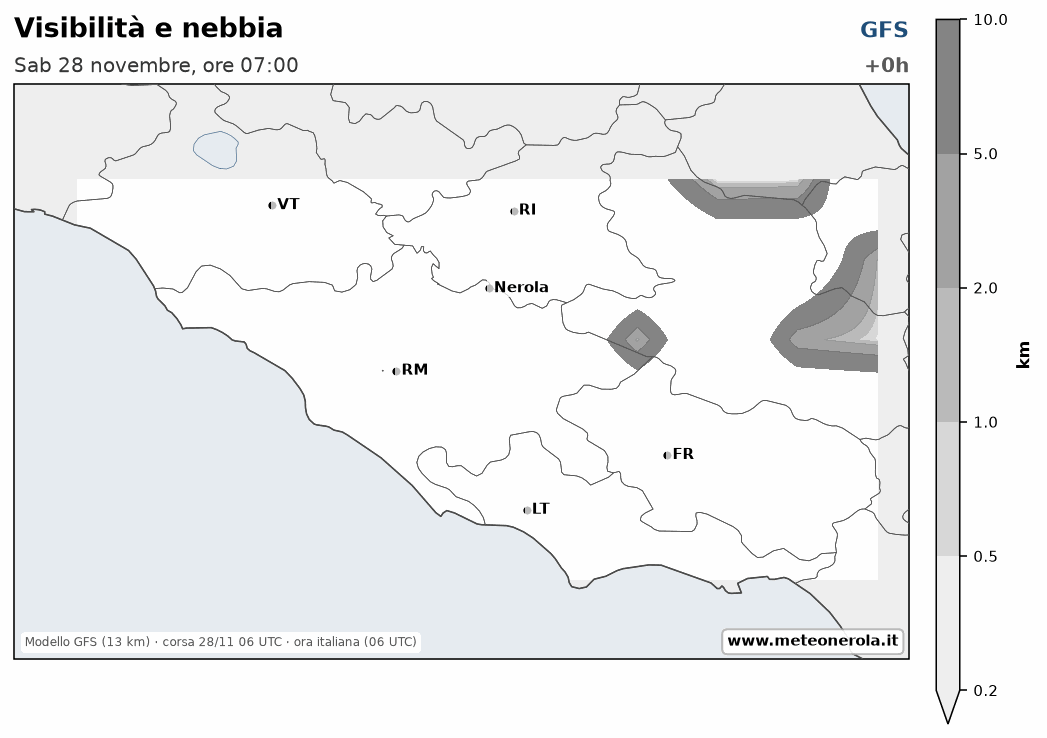 Visibilità e nebbia
GFS
Sab 28 novembre, ore 07:00
+0h
10.0
5.0
2.0
1.0
0.5
0.2
km
VT
RI
Nerola
RM
FR
LT
Modello GFS (13 km) · corsa 28/11 06 UTC · ora italiana (06 UTC)
www.meteonerola.it